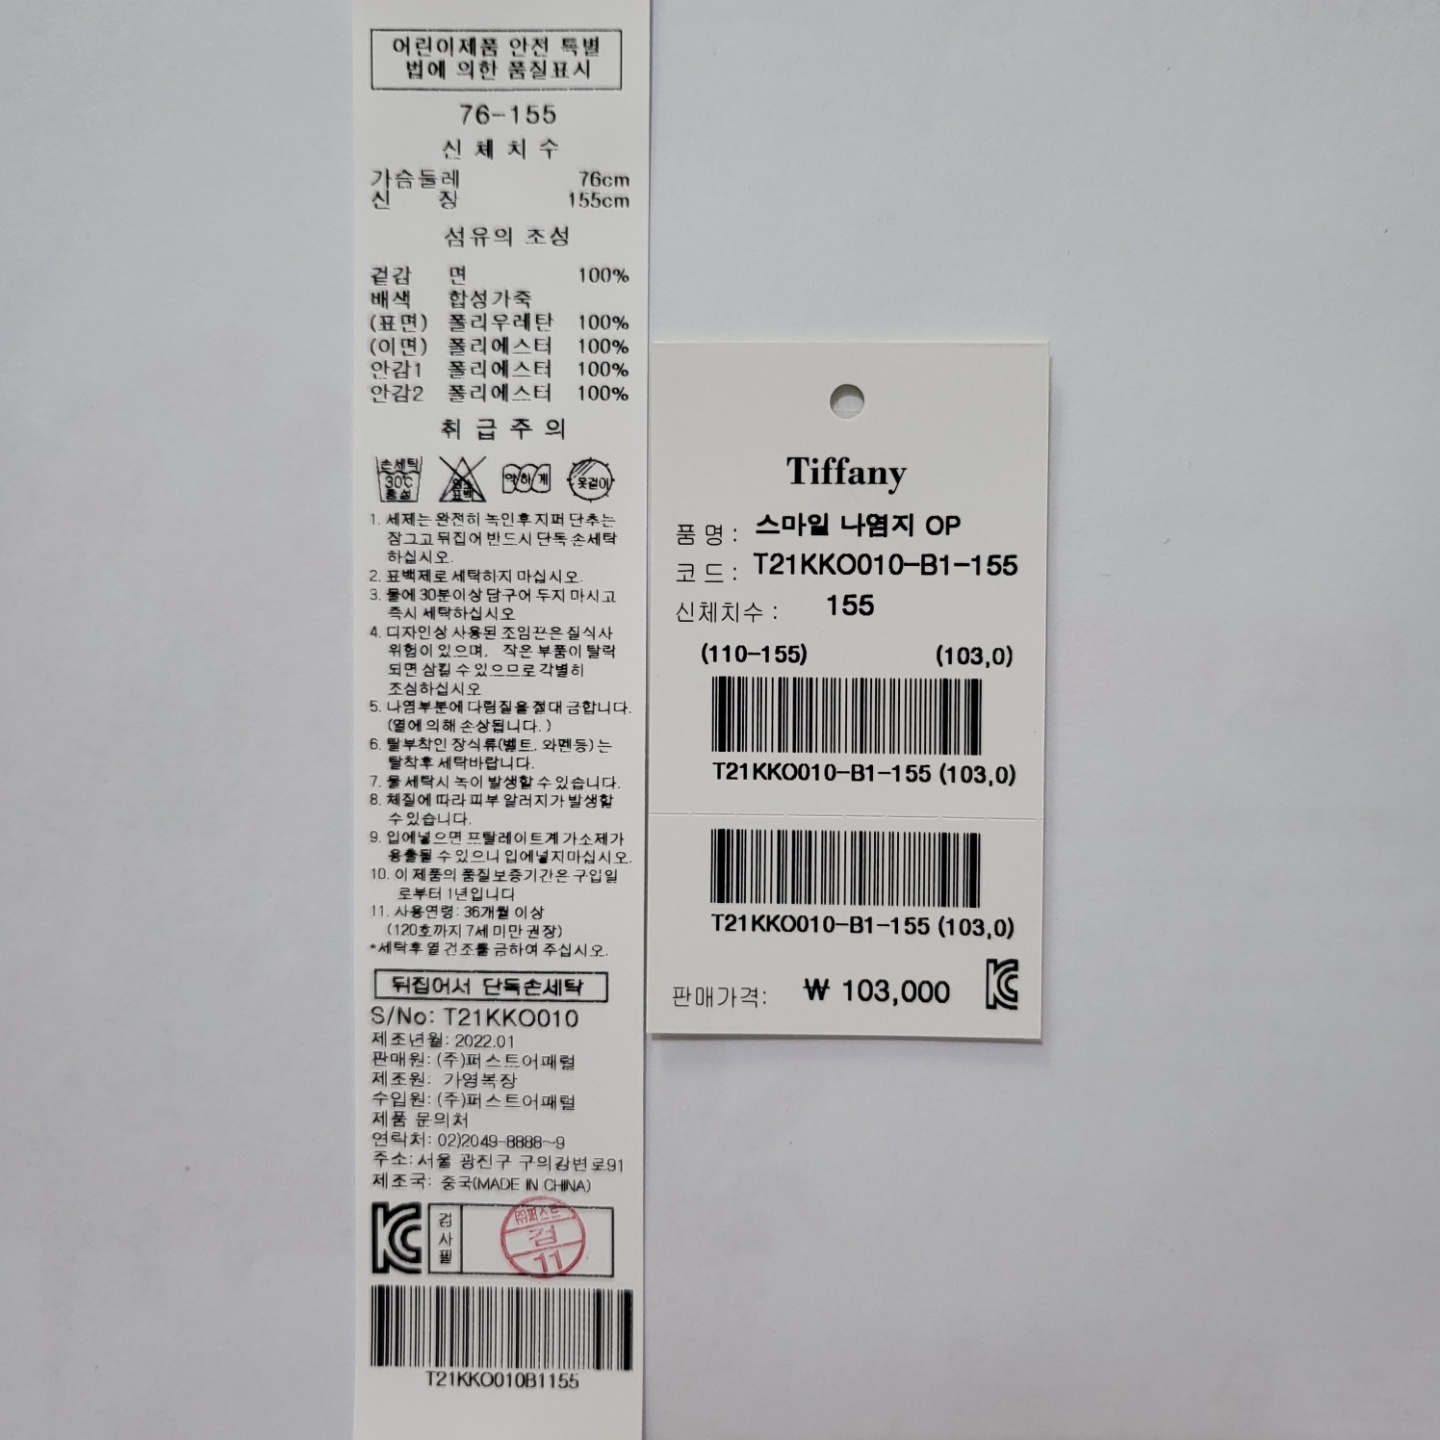 어린이제품 안전 특별
법에 의한 품질표시
76-155
신 체 치 수
가슴둘레 76cm
신 장 155cm
섬유의 조성
겉감 면 100%
배색 합성가죽
(표면) 폴리우레탄 100%
(이면) 폴리에스터 100%
안감1 폴리에스터 100%
안감2 폴리에스터 100%
취 급 주 의
손세탁 30℃ 중성 염소 표백 약하게 옷걸이
1. 세제는 완전히 녹인후 지퍼 단추는
잠그고 뒤집어 반드시 단독 손세탁
하십시오.
2. 표백제로 세탁하지 마십시오.
3. 물에 30분이상 담구어 두지 마시고
즉시 세탁하십시오
4. 디자인상 사용된 조임끈은 질식사
위험이 있으며, 작은 부품이 탈락
되면 삼킬 수 있으므로 각별히
조심하십시오
5. 나염부분에 다림질을 절대 금합니다.
(열에 의해 손상됩니다. )
6. 탈부착인 장식류(벨트, 와펜등) 는
탈착후 세탁바랍니다.
7. 물 세탁시 녹이 발생할 수 있습니다.
8. 체질에 따라 피부 알러지가 발생할
수 있습니다.
9. 입에넣으면 프탈레이트계 가소제가
용출될 수 있으니 입에넣지마십시오.
10. 이 제품의 품질보증기간은 구입일
로부터 1년입니다
11. 사용연령: 36개월 이상
(120호까지 7세 미만 권장)
*세탁후 열 건조를 금하여 주십시오.
뒤집어서 단독손세탁
S/No: T21KKO010
제조년월: 2022.01
판매원: (주)퍼스트어패럴
제조원: 가영복장
수입원: (주)퍼스트어패럴
제품 문의처
연락처: 02)2049-8888~9
주소: 서울 광진구 구의강변로91
제조국: 중국(MADE IN CHINA)
KC 검사필 ㈜퍼스트 검 11
T21KKO010B1155
Tiffany
품 명 : 스마일 나염지 OP
코 드 : T21KKO010-B1-155
신체치수 : 155
(110-155) (103,0)
T21KKO010-B1-155 (103,0)
T21KKO010-B1-155 (103,0)
판매가격: ₩ 103,000 KC